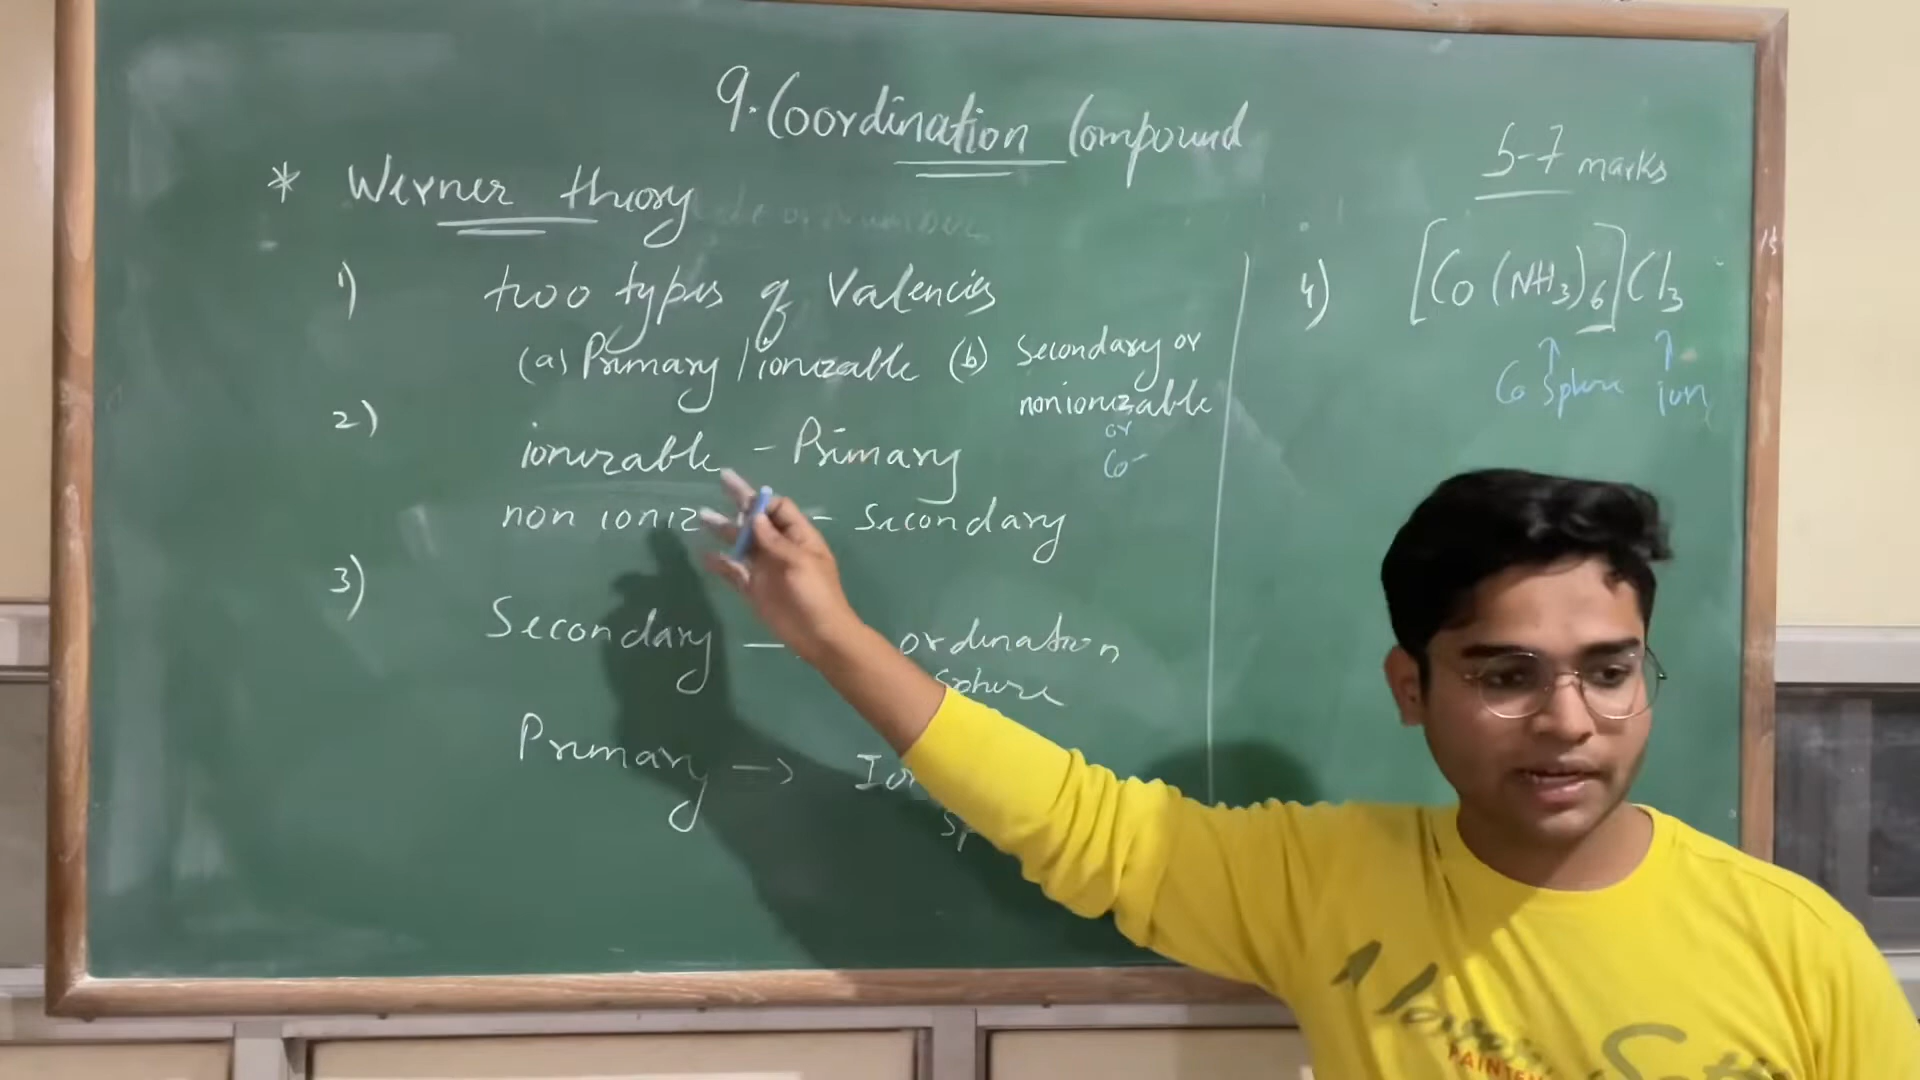 9. Coordination Compound
* Werner theory
5-7 marks
1) two types of Valencies
(a) Primary / ionizable (b) Secondary or
nonionizable
or
Co-
2)
ionizable - Primary
non ioniz - Secondary
3)
Secondary - ordination
Sphere
Primary → Ion
sp
4) [Co(NH3)6]Cl3
Co Sphere ion
A
PAINTE